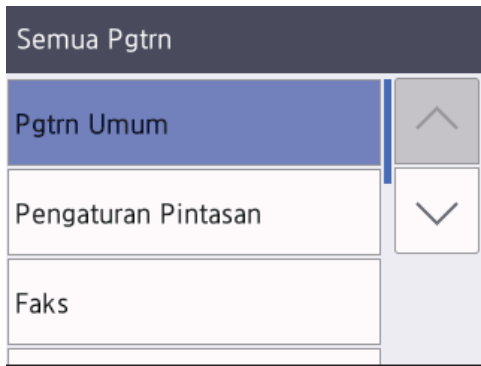 Semua Pgtrn
Pgtrn Umum
Pengaturan Pintasan
Faks